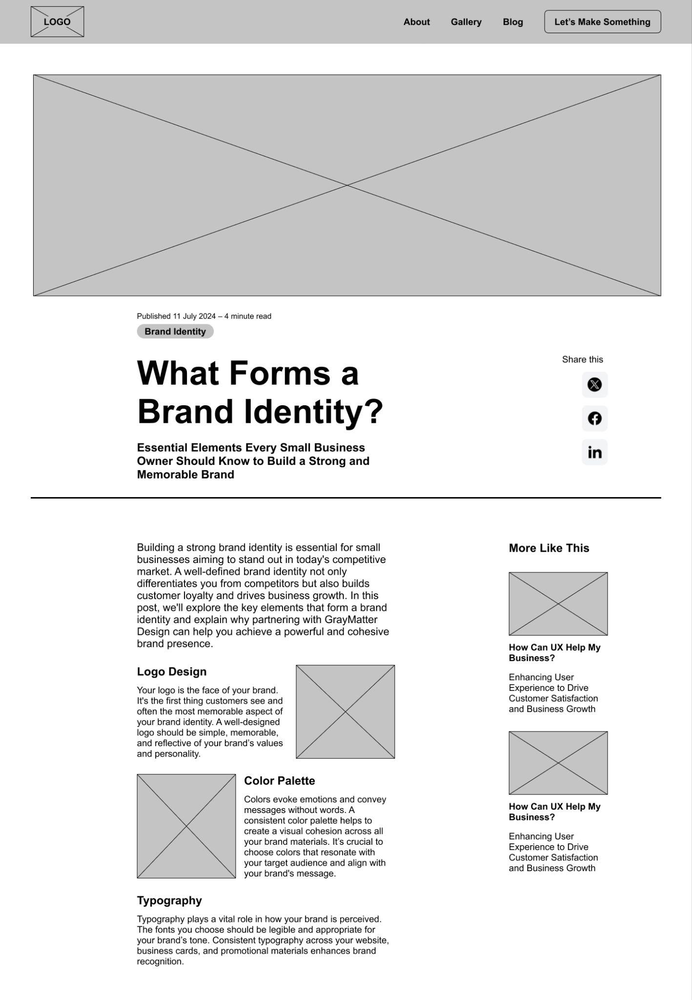 LOGO
About
Gallery
Blog
Let’s Make Something
Published 11 July 2024 – 4 minute read
Brand Identity
What Forms a
Brand Identity?
Essential Elements Every Small Business
Owner Should Know to Build a Strong and
Memorable Brand
Share this
Building a strong brand identity is essential for small
businesses aiming to stand out in today's competitive
market. A well-defined brand identity not only
differentiates you from competitors but also builds
customer loyalty and drives business growth. In this
post, we'll explore the key elements that form a brand
identity and explain why partnering with GrayMatter
Design can help you achieve a powerful and cohesive
brand presence.
Logo Design
Your logo is the face of your brand.
It's the first thing customers see and
often the most memorable aspect of
your brand identity. A well-designed
logo should be simple, memorable,
and reflective of your brand’s values
and personality.
Color Palette
Colors evoke emotions and convey
messages without words. A
consistent color palette helps to
create a visual cohesion across all
your brand materials. It’s crucial to
choose colors that resonate with
your target audience and align with
your brand's message.
Typography
Typography plays a vital role in how your brand is perceived.
The fonts you choose should be legible and appropriate for
your brand’s tone. Consistent typography across your website,
business cards, and promotional materials enhances brand
recognition.
More Like This
How Can UX Help My
Business?
Enhancing User
Experience to Drive
Customer Satisfaction
and Business Growth
How Can UX Help My
Business?
Enhancing User
Experience to Drive
Customer Satisfaction
and Business Growth